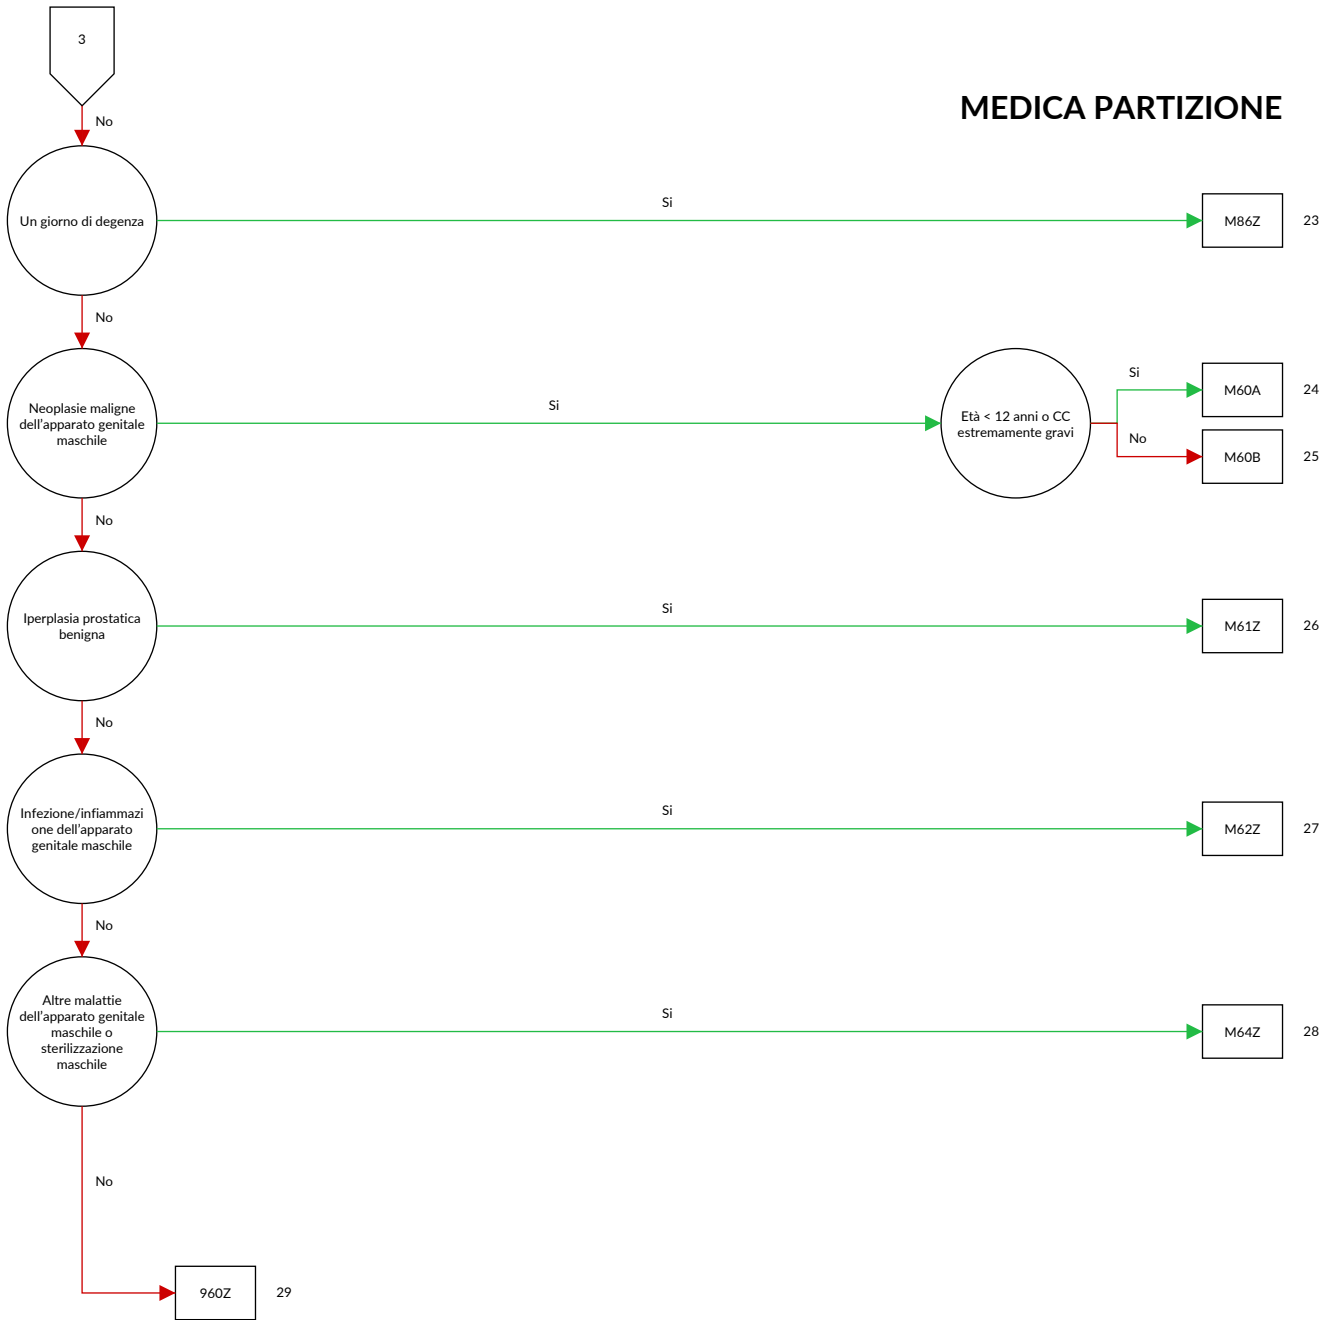 3
MEDICA PARTIZIONE
No
Un giorno di degenza
Si
M86Z
23
No
Neoplasie maligne
dell'apparato genitale
maschile
Si
Età < 12 anni o CC
estremamente gravi
Si
M60A
24
No
M60B
25
No
Iperplasia prostatica
benigna
Si
M61Z
26
No
Infezione/infiammazi
one dell'apparato
genitale maschile
Si
M62Z
27
No
Altre malattie
dell'apparato genitale
maschile o
sterilizzazione
maschile
Si
M64Z
28
No
960Z
29